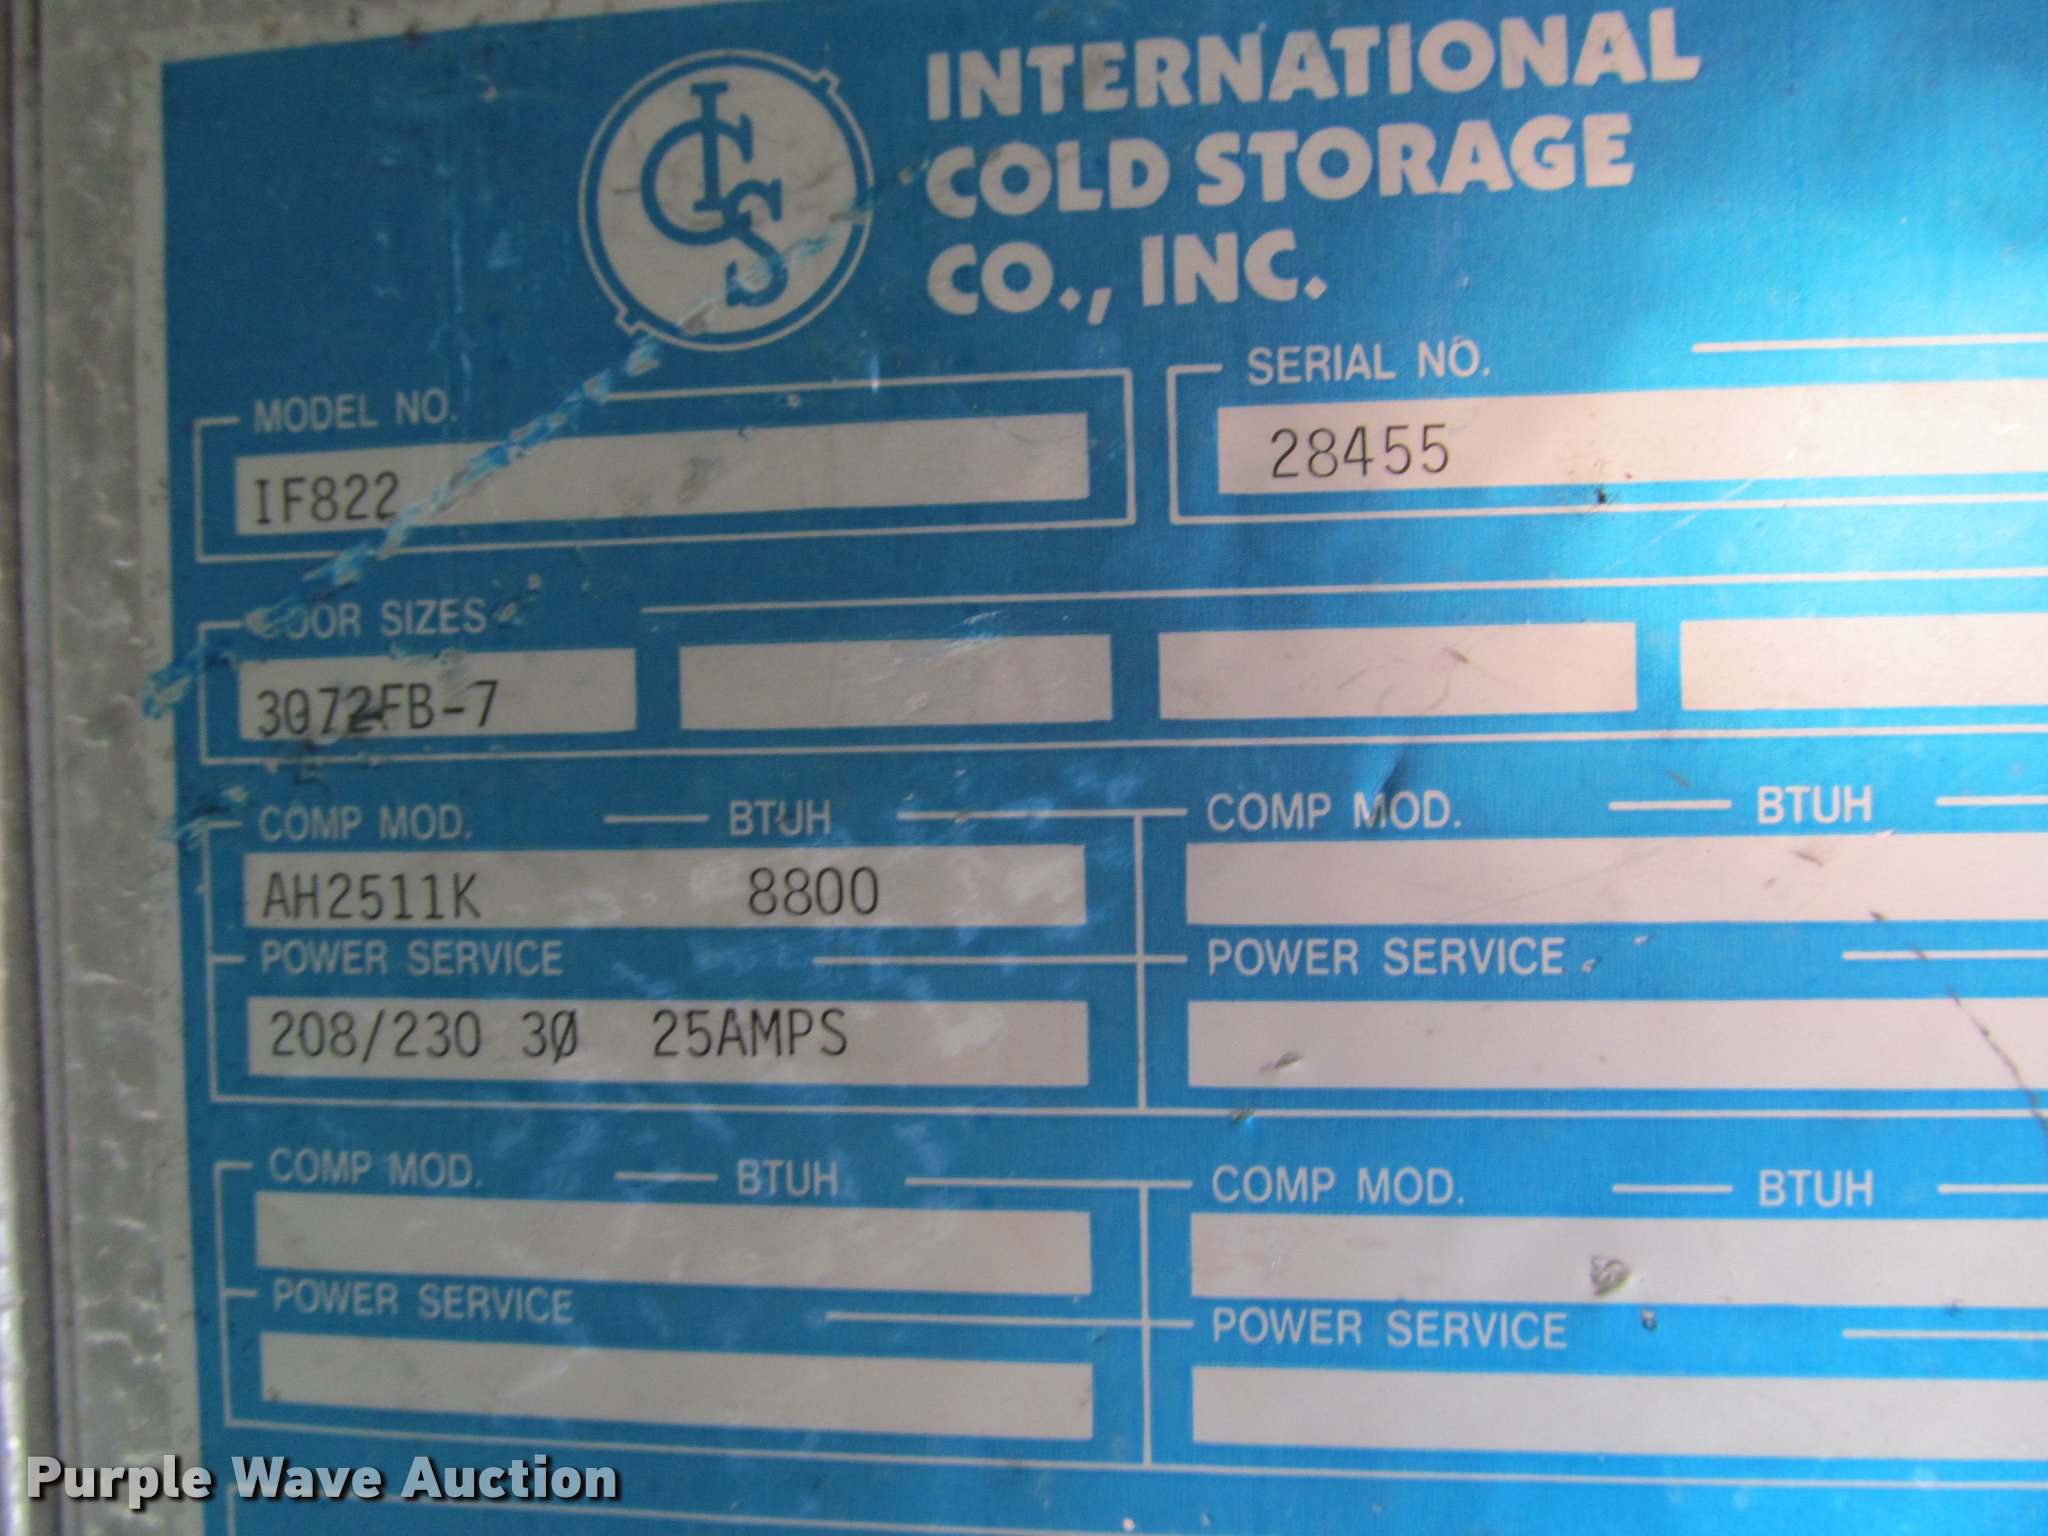 ICS
INTERNATIONAL
COLD STORAGE
CO., INC.
MODEL NO.
IF822
SERIAL NO.
28455
DOOR SIZES
3072FB-7
COMP MOD. BTUH
AH2511K 8800
POWER SERVICE
208/230 3Ø 25AMPS
COMP MOD. BTUH
POWER SERVICE
COMP MOD. BTUH
POWER SERVICE
COMP MOD. BTUH
POWER SERVICE
Purple Wave Auction